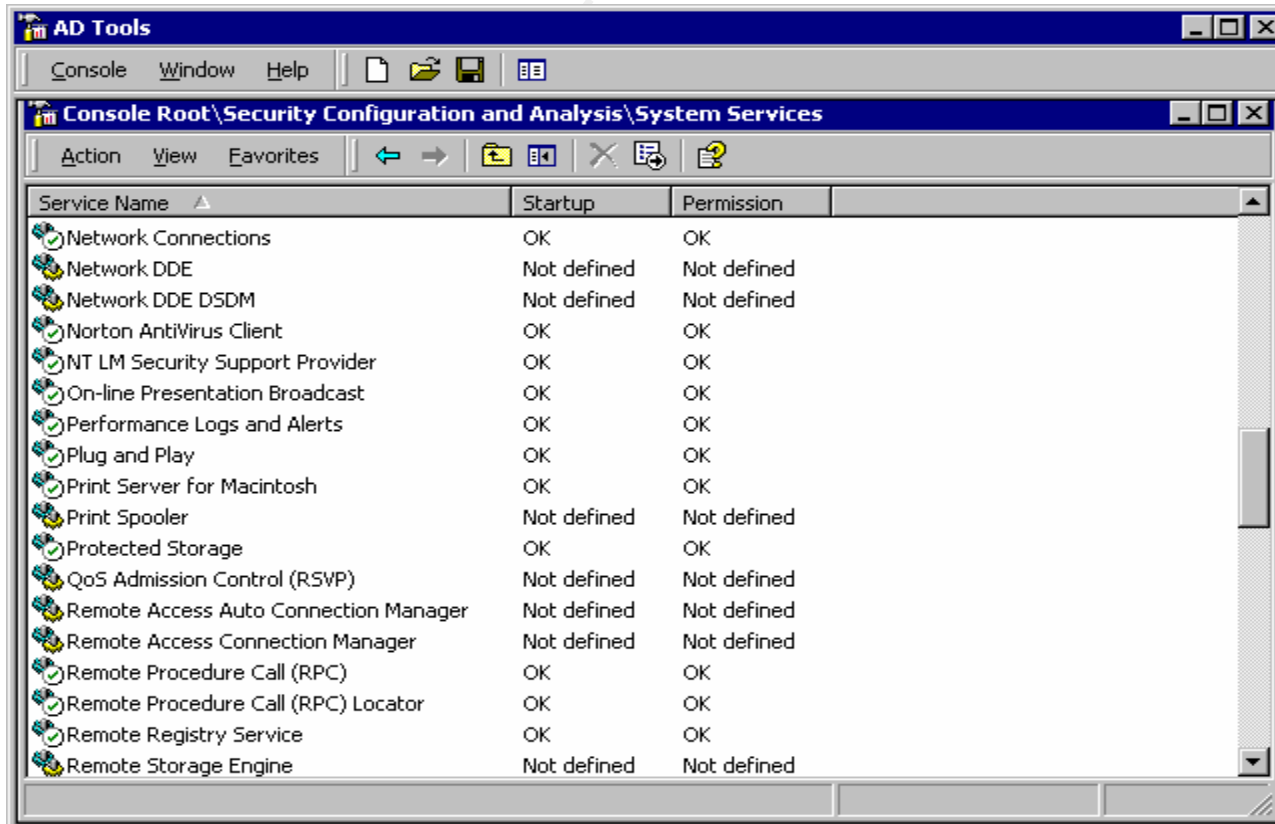 AD Tools
Console Window Help
Console Root\Security Configuration and Analysis\System Services
Action View Favorites
Service Name Startup Permission
Network Connections OK OK
Network DDE Not defined Not defined
Network DDE DSDM Not defined Not defined
Norton AntiVirus Client OK OK
NT LM Security Support Provider OK OK
On-line Presentation Broadcast OK OK
Performance Logs and Alerts OK OK
Plug and Play OK OK
Print Server for Macintosh OK OK
Print Spooler Not defined Not defined
Protected Storage OK OK
QoS Admission Control (RSVP) Not defined Not defined
Remote Access Auto Connection Manager Not defined Not defined
Remote Access Connection Manager Not defined Not defined
Remote Procedure Call (RPC) OK OK
Remote Procedure Call (RPC) Locator OK OK
Remote Registry Service OK OK
Remote Storage Engine Not defined Not defined